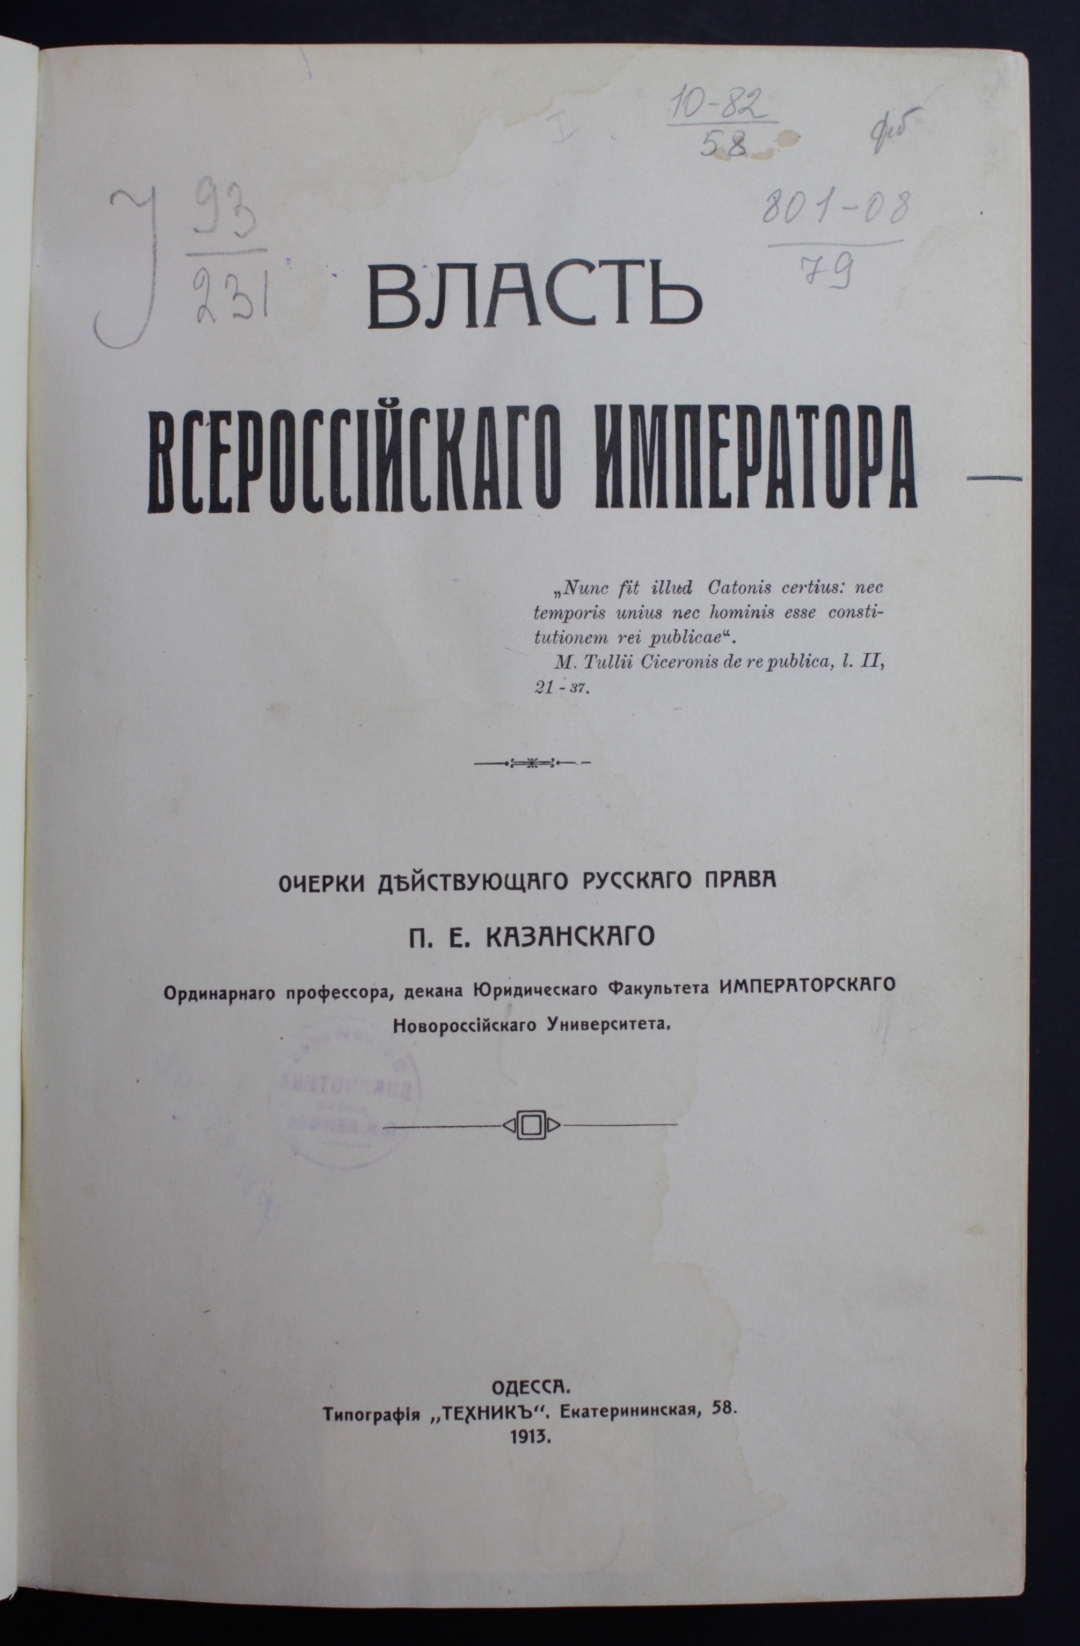 10-82
58
фб
У 93
231
801-08
79
ВЛАСТЬ
ВСЕРОССІЙСКАГО ИМПЕРАТОРА
„Nunc fit illud Catonis certius: nec
temporis unius nec hominis esse consti-
tutionem rei publicae“.
M. Tullii Ciceronis de re publica, l. II,
21 - 37.
ОЧЕРКИ ДѢЙСТВУЮЩАГО РУССКАГО ПРАВА
П. Е. КАЗАНСКАГО
Ординарнаго профессора, декана Юридическаго Факультета ИМПЕРАТОРСКАГО
Новороссійскаго Университета.
ОДЕССА.
Типографія „ТЕХНИКЪ“. Екатерининская, 58.
1913.